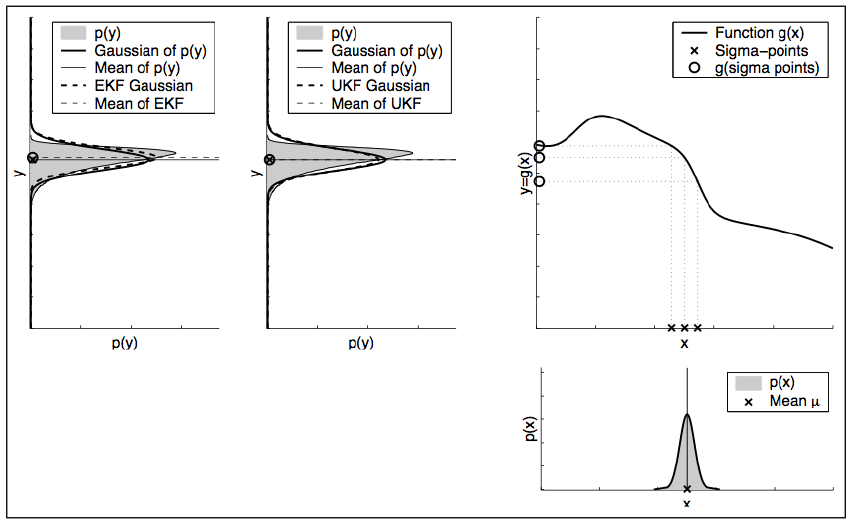 p(y)
Gaussian of p(y)
Mean of p(y)
EKF Gaussian
Mean of EKF
y
p(y)
p(y)
Gaussian of p(y)
Mean of p(y)
UKF Gaussian
Mean of UKF
y
p(y)
Function g(x)
Sigma−points
g(sigma points)
y=g(x)
x
p(x)
Mean μ
p(x)
x